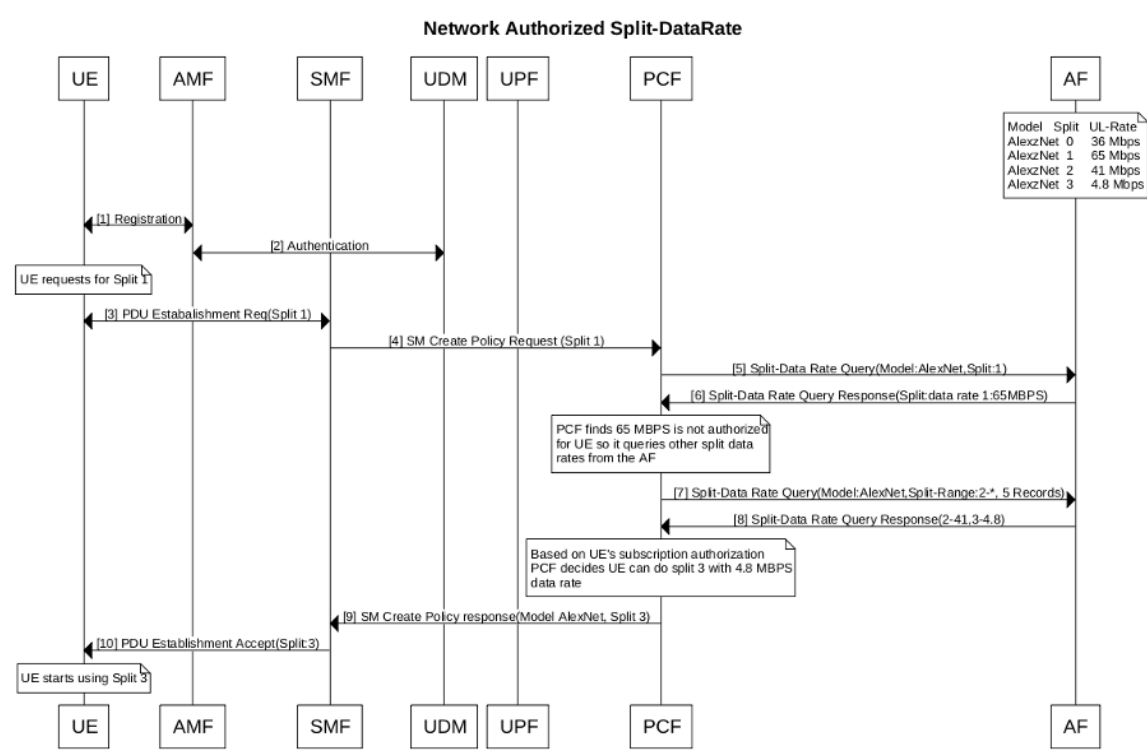 Network Authorized Split-DataRate
UE AMF SMF UDM UPF PCF AF
Model Split UL-Rate
AlexzNet 0 36 Mbps
AlexzNet 1 65 Mbps
AlexzNet 2 41 Mbps
AlexzNet 3 4.8 Mbps
[1] Registration
[2] Authentication
UE requests for Split 1
[3] PDU Estabalishment Req(Split 1)
[4] SM Create Policy Request (Split 1)
[5] Split-Data Rate Query(Model:AlexNet,Split:1)
[6] Split-Data Rate Query Response(Split:data rate 1:65MBPS)
PCF finds 65 MBPS is not authorized
for UE so it queries other split data
rates from the AF
[7] Split-Data Rate Query(Model:AlexNet,Split-Range:2-*, 5 Records)
[8] Split-Data Rate Query Response(2-41,3-4.8)
Based on UE's subscription authorization
PCF decides UE can do split 3 with 4.8 MBPS
data rate
[9] SM Create Policy response(Model AlexNet, Split 3)
[10] PDU Establishment Accept(Split:3)
UE starts using Split 3
UE AMF SMF UDM UPF PCF AF